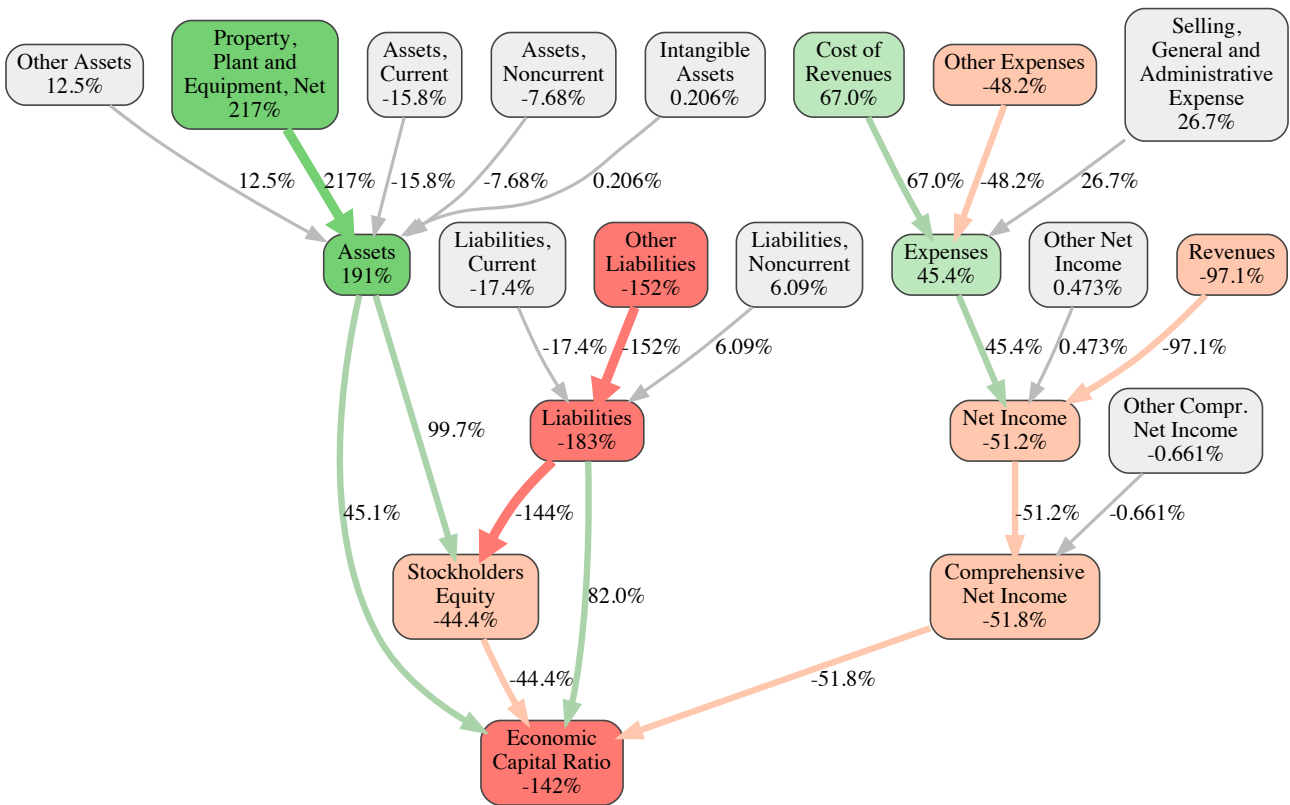 Other Assets
12.5%
Property,
Plant and
Equipment, Net
217%
Assets,
Current
-15.8%
Assets,
Noncurrent
-7.68%
Intangible
Assets
0.206%
Cost of
Revenues
67.0%
Other Expenses
-48.2%
Selling,
General and
Administrative
Expense
26.7%
12.5%
217%
-15.8%
-7.68%
0.206%
67.0%
-48.2%
26.7%
Assets
191%
Liabilities,
Current
-17.4%
Other
Liabilities
-152%
Liabilities,
Noncurrent
6.09%
Expenses
45.4%
Other Net
Income
0.473%
Revenues
-97.1%
-17.4%
-152%
6.09%
45.4%
0.473%
-97.1%
99.7%
Liabilities
-183%
Net Income
-51.2%
Other Compr.
Net Income
-0.661%
45.1%
-144%
-51.2%
-0.661%
Stockholders
Equity
-44.4%
82.0%
Comprehensive
Net Income
-51.8%
-44.4%
-51.8%
Economic
Capital Ratio
-142%